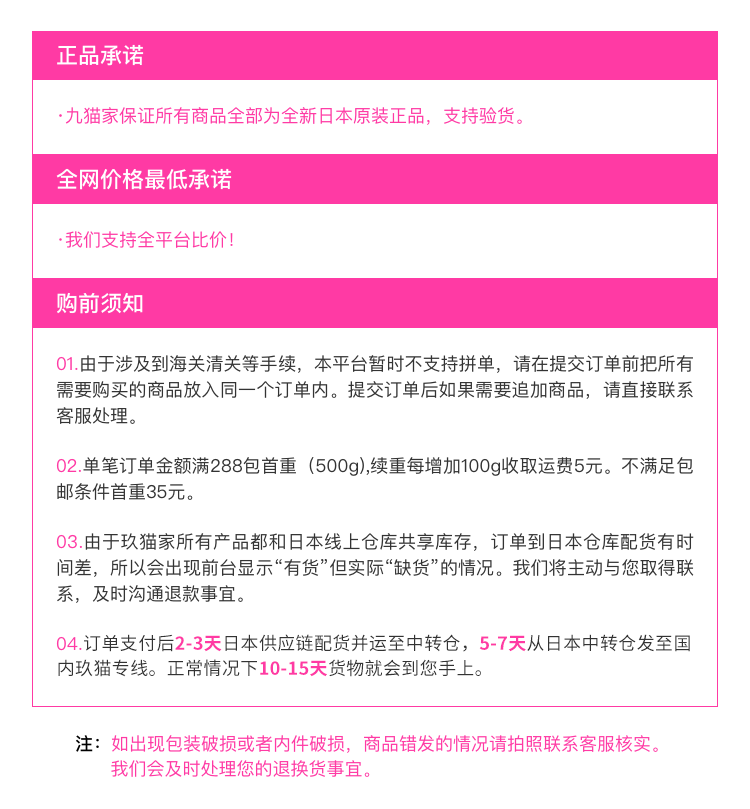 正品承诺
·九猫家保证所有商品全部为全新日本原装正品，支持验货。
全网价格最低承诺
·我们支持全平台比价！
购前须知
01.由于涉及到海关清关等手续，本平台暂时不支持拼单，请在提交订单前把所有
需要购买的商品放入同一个订单内。提交订单后如果需要追加商品，请直接联系
客服处理。
02.单笔订单金额满288包首重（500g),续重每增加100g收取运费5元。不满足包
邮条件首重35元。
03.由于玖猫家所有产品都和日本线上仓库共享库存，订单到日本仓库配货有时
间差，所以会出现前台显示“有货”但实际“缺货”的情况。我们将主动与您取得联
系，及时沟通退款事宜。
04.订单支付后2-3天日本供应链配货并运至中转仓，5-7天从日本中转仓发至国
内玖猫专线。正常情况下10-15天货物就会到您手上。
注：如出现包装破损或者内件破损，商品错发的情况请拍照联系客服核实。
我们会及时处理您的退换货事宜。